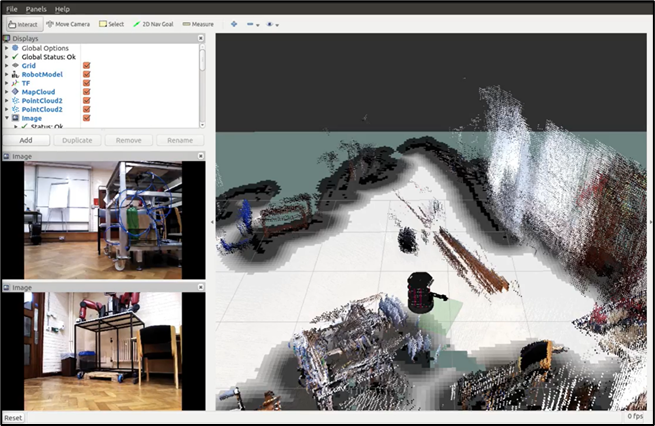 File Panels Help
Interact Move Camera Select 2D Nav Goal Measure
Displays
Global Options
Global Status: Ok
Grid
RobotModel
TF
MapCloud
PointCloud2
PointCloud2
Image
Status: Ok
Add Duplicate Remove Rename
Image
Image
Reset 0 fps